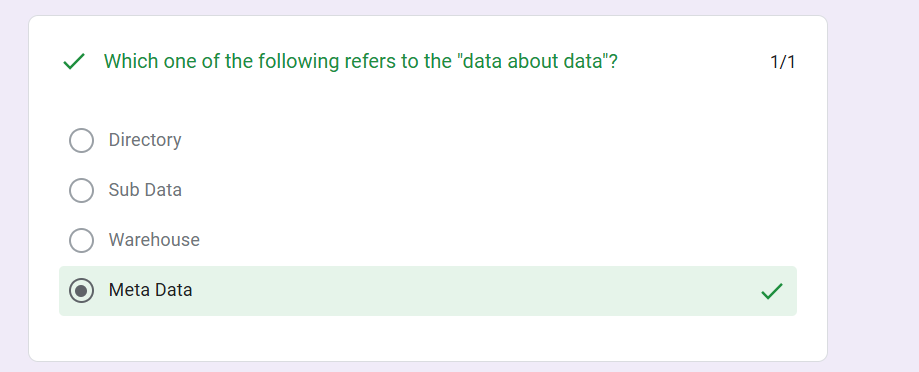 Which one of the following refers to the "data about data"? 1/1
Directory
Sub Data
Warehouse
Meta Data